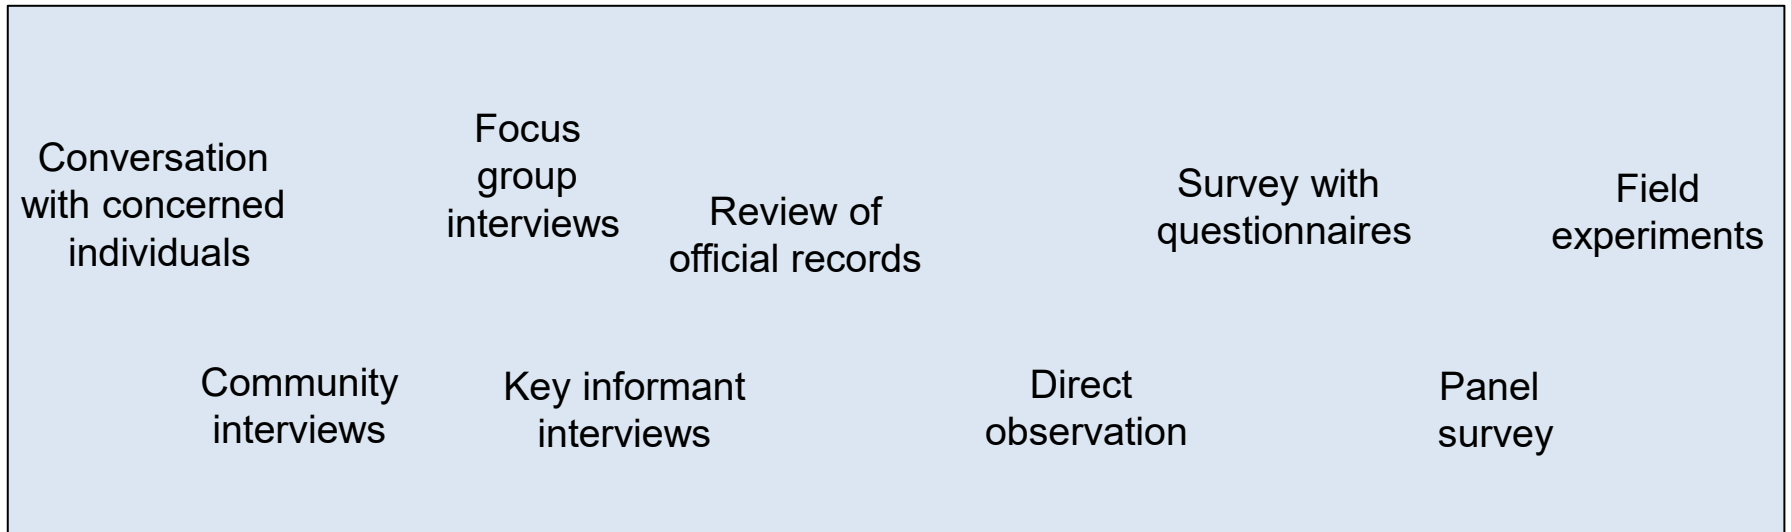 Conversation
with concerned
individuals
Focus
group
interviews
Review of
official records
Survey with
questionnaires
Field
experiments
Community
interviews
Key informant
interviews
Direct
observation
Panel
survey